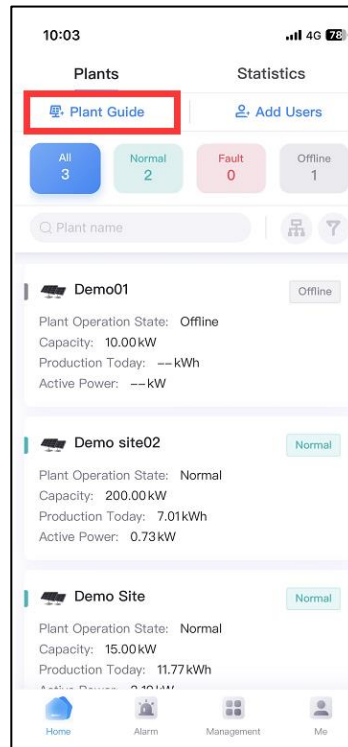 10:03 4G 78
Plants Statistics
Plant Guide Add Users
All Normal Fault Offline
3 2 0 1
Plant name
Demo01 Offline
Plant Operation State: Offline
Capacity: 10.00kW
Production Today: --kWh
Active Power: --kW
Demo site02 Normal
Plant Operation State: Normal
Capacity: 200.00kW
Production Today: 7.01kWh
Active Power: 0.73kW
Demo Site Normal
Plant Operation State: Normal
Capacity: 15.00kW
Production Today: 11.77kWh
Home Alarm Management Me